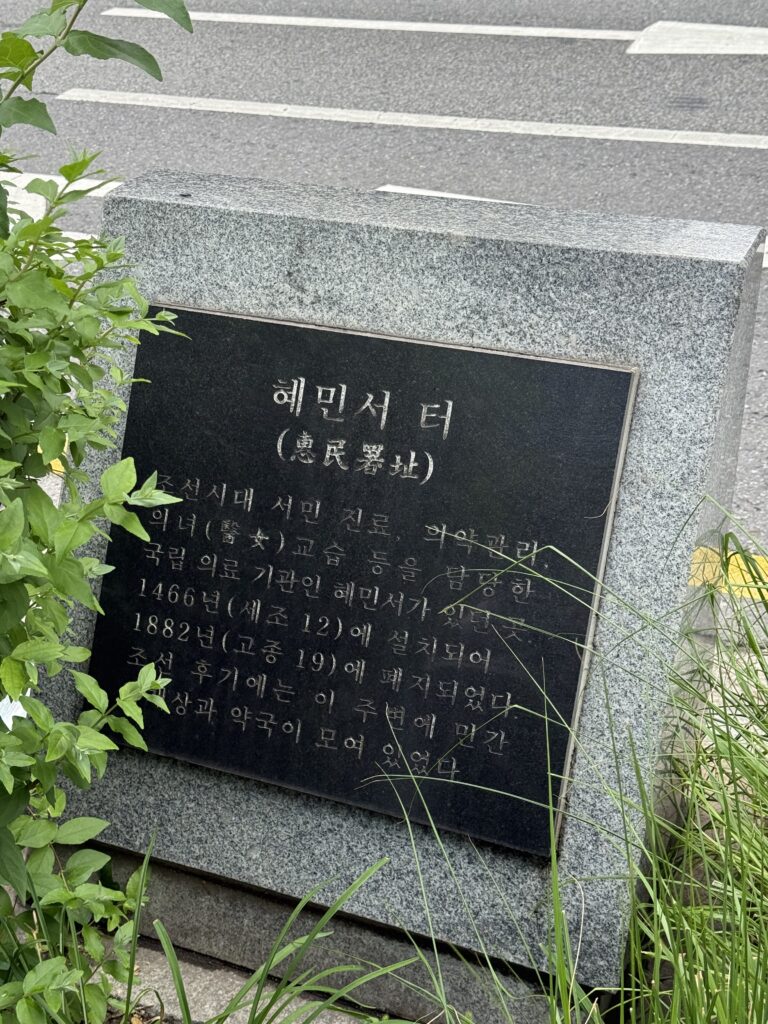 혜민서 터
(惠民署址)
조선시대 서민 진료, 의약관리,
의녀(醫女)교습 등을 담당한
국립 의료 기관인 혜민서가 있던 곳.
1466년(세조 12)에 설치되어
1882년(고종 19)에 폐지되었다.
조선 후기에는 이 주변에 민간
약국이 모여 있었다